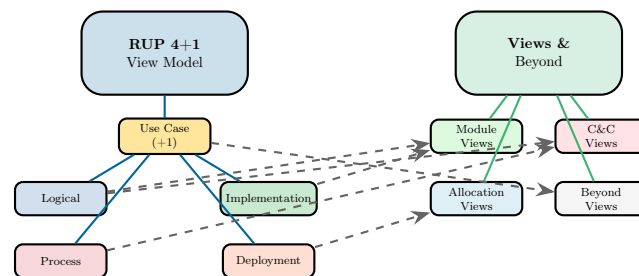 RUP 4+1
View Model
Views &
Beyond
Use Case
(+1)
Module
Views
C&C
Views
Logical
Implementation
Allocation
Views
Beyond
Views
Process
Deployment